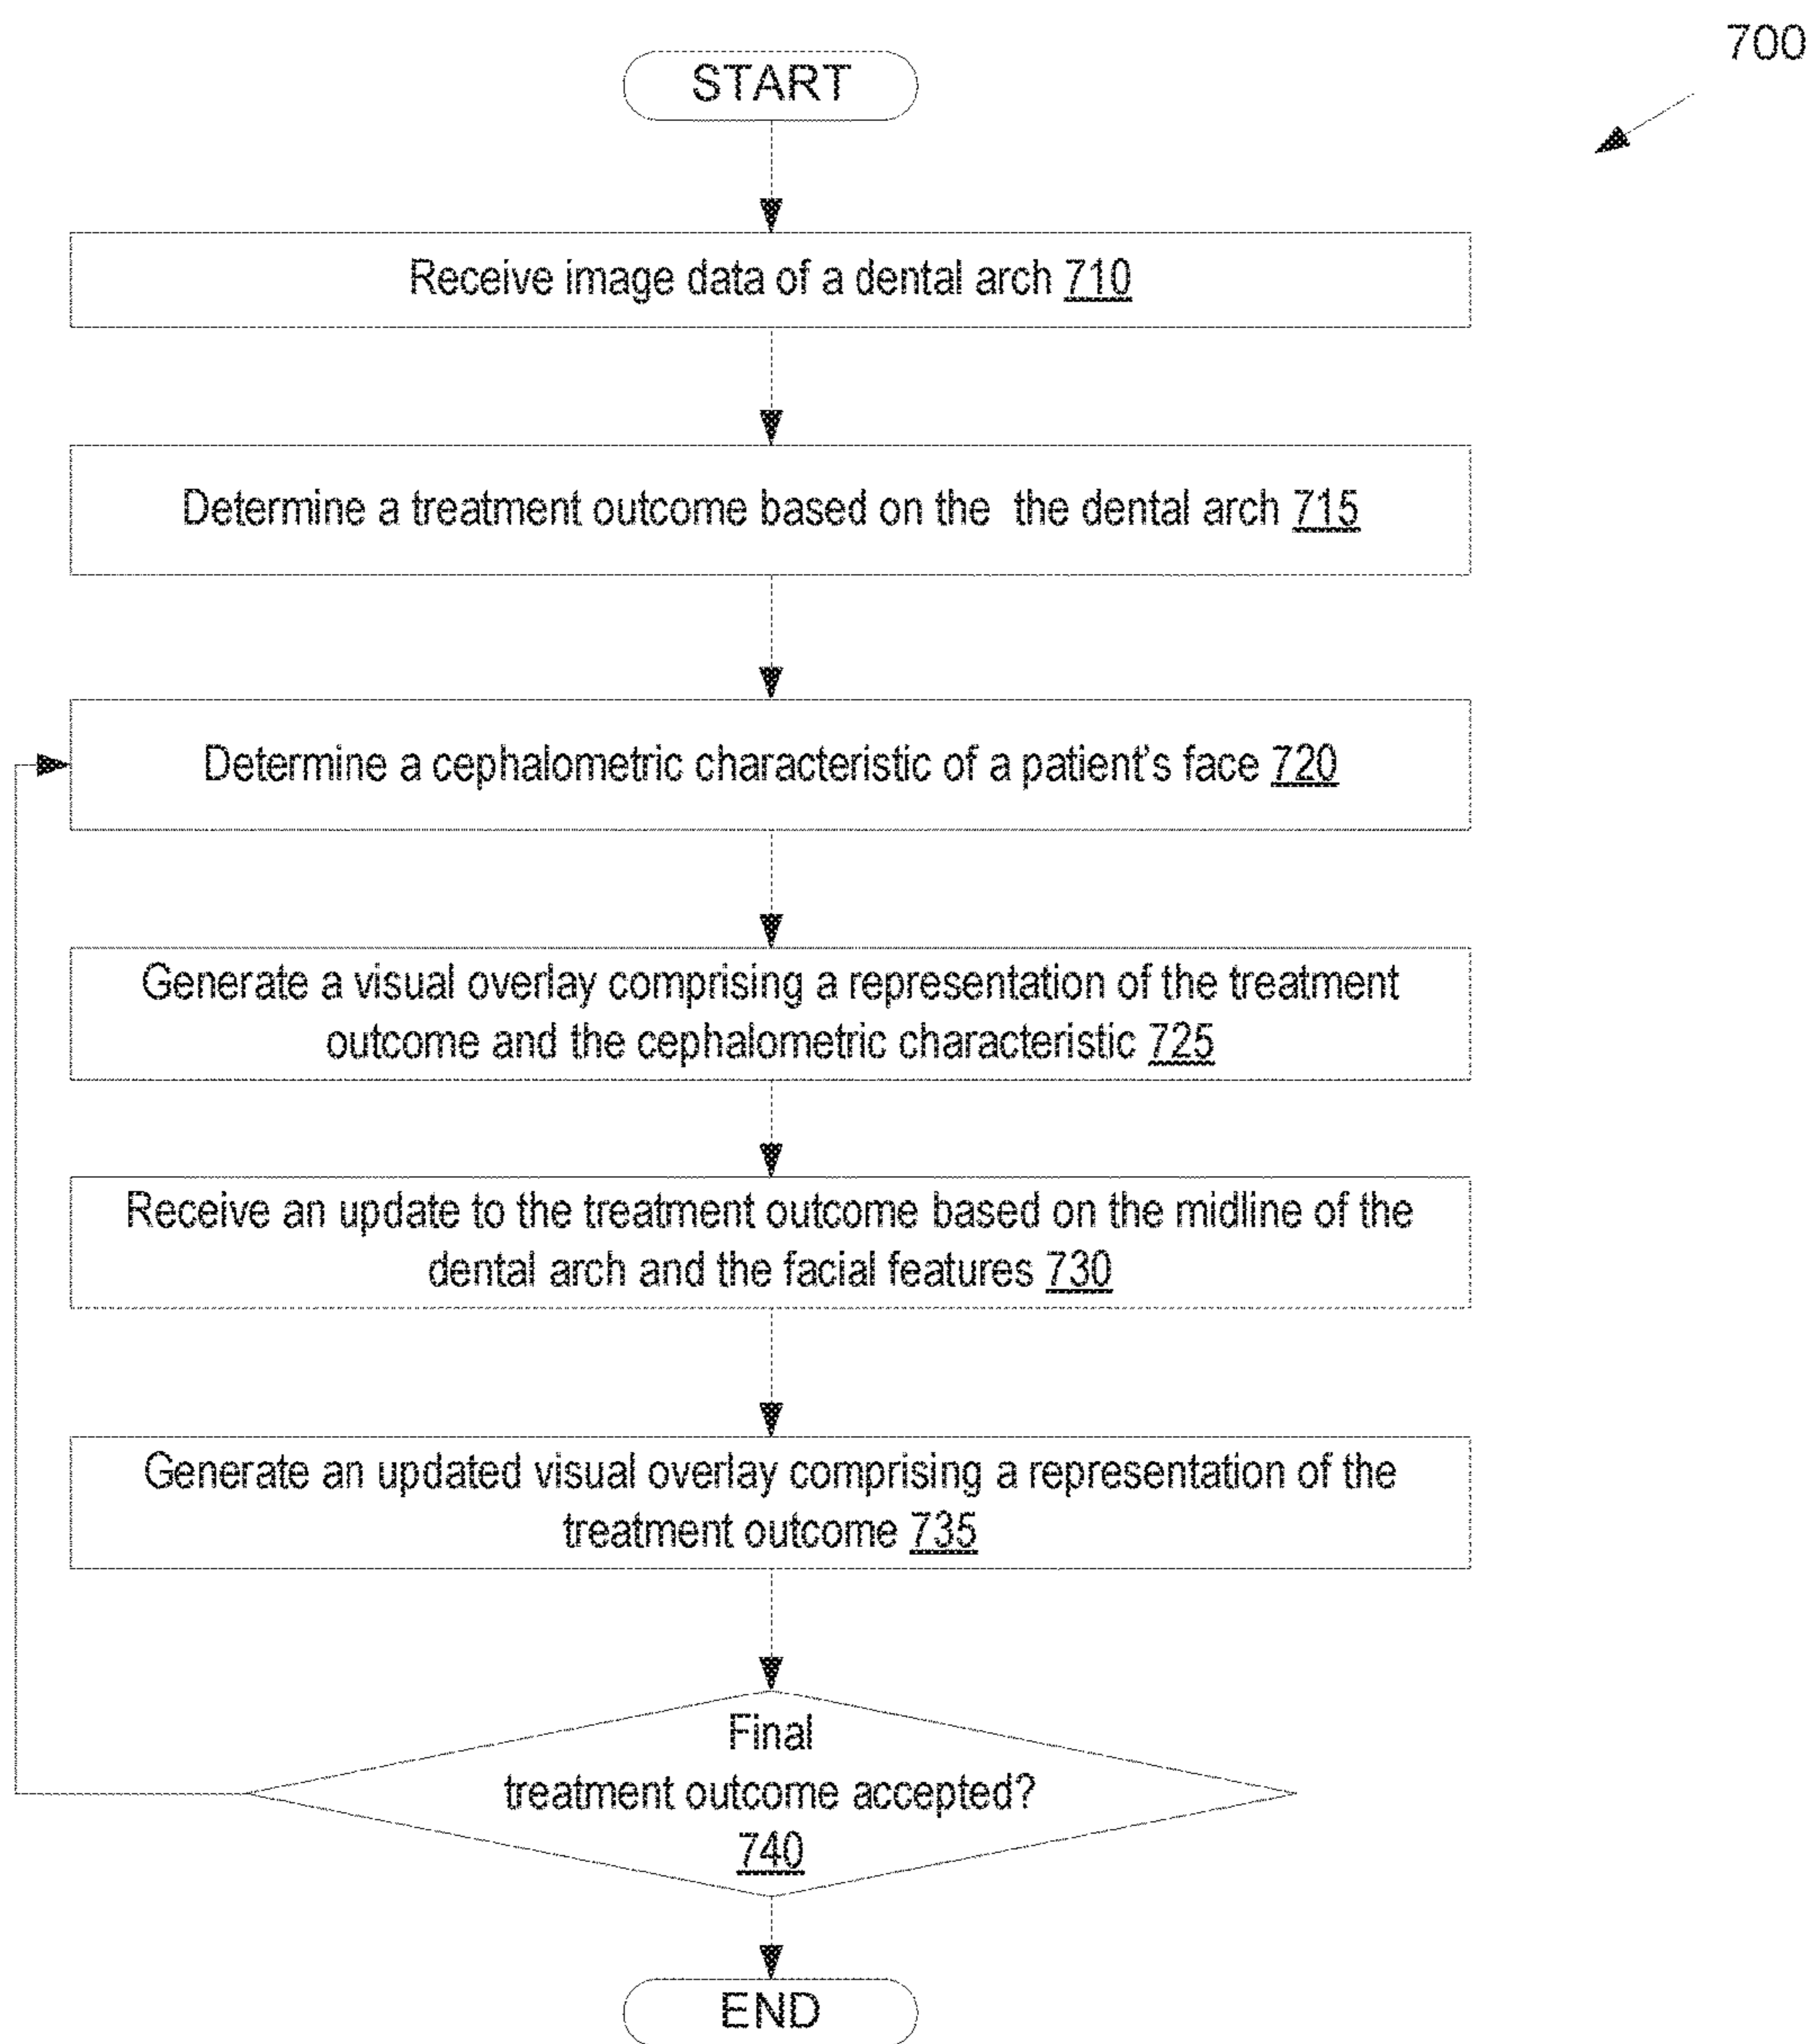 700
START
Receive image data of a dental arch 710
Determine a treatment outcome based on the the dental arch 715
Determine a cephalometric characteristic of a patient's face 720
Generate a visual overlay comprising a representation of the treatment
outcome and the cephalometric characteristic 725
Receive an update to the treatment outcome based on the midline of the
dental arch and the facial features 730
Generate an updated visual overlay comprising a representation of the
treatment outcome 735
Final
treatment outcome accepted?
740
END